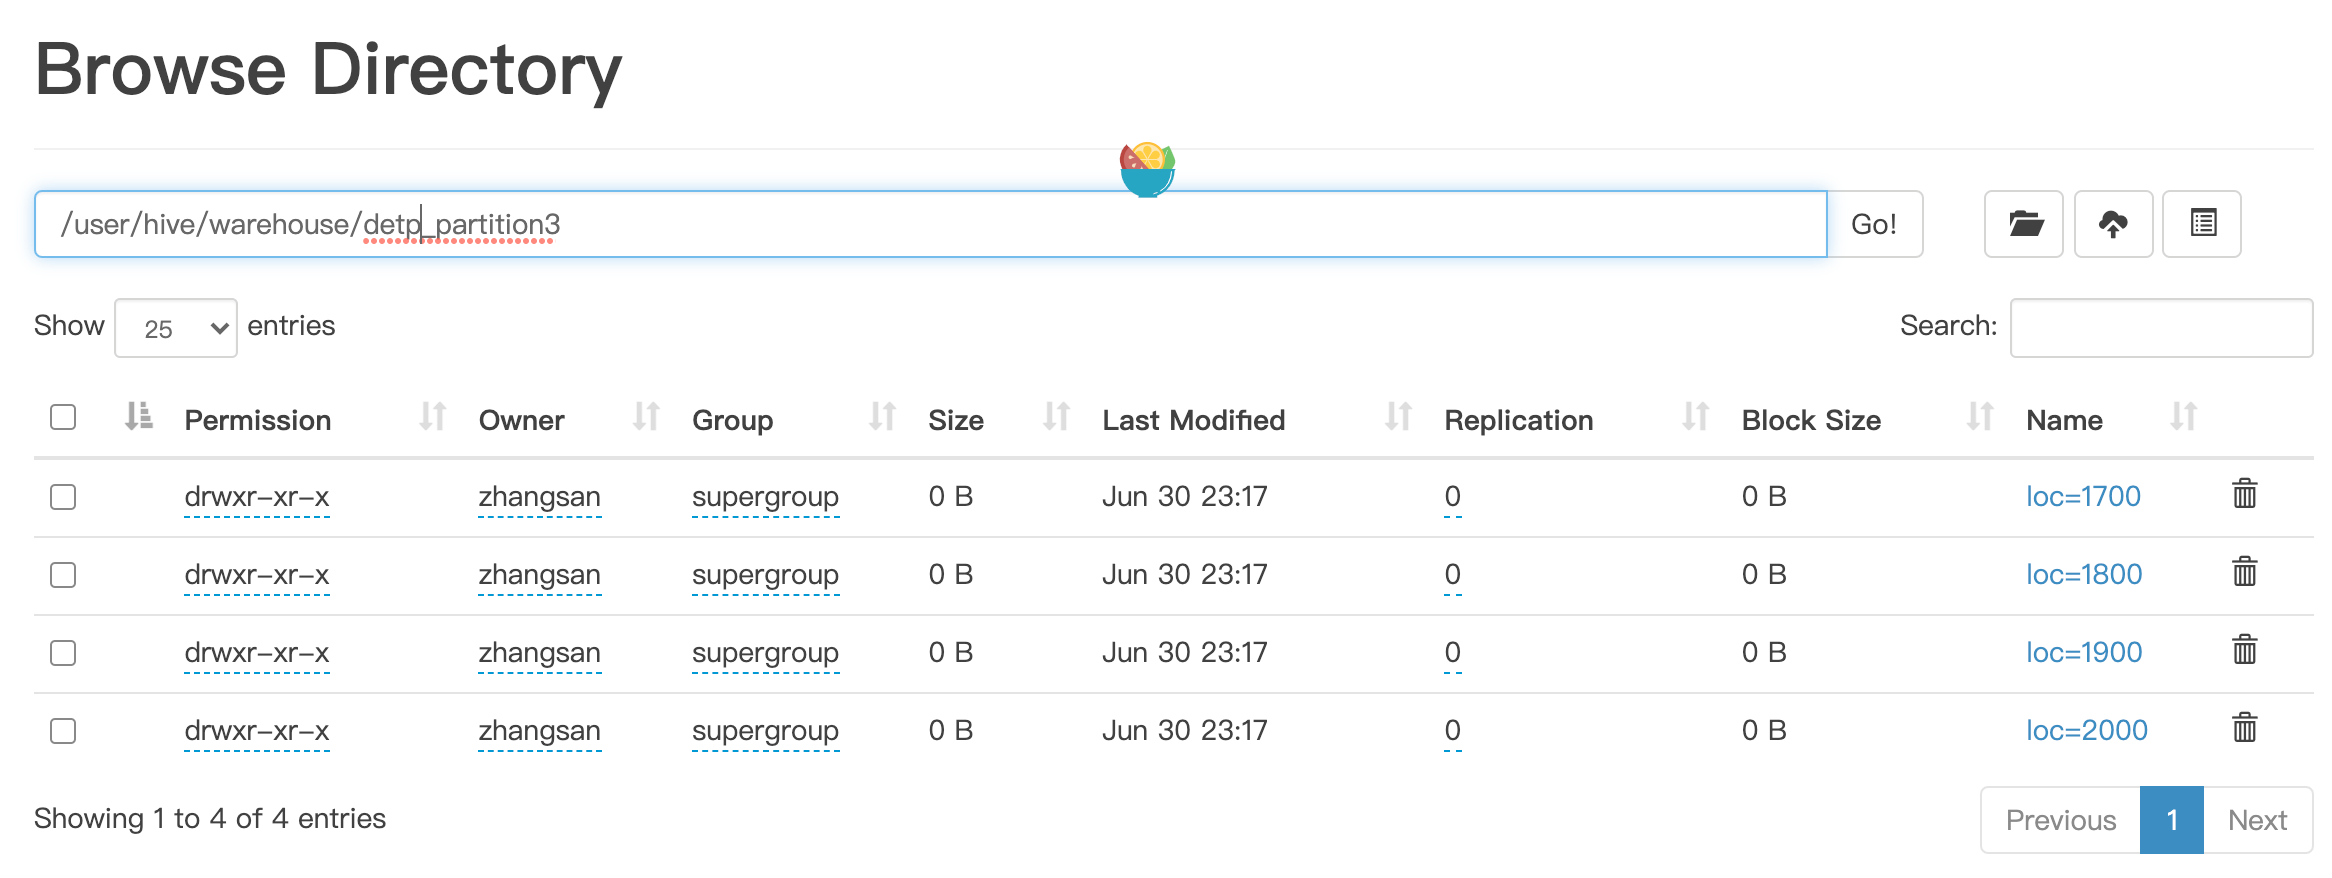 Browse Directory
/user/hive/warehouse/detp_partition3 Go!
Show 25 entries Search:
Permission Owner Group Size Last Modified Replication Block Size Name
drwxr-xr-x zhangsan supergroup 0 B Jun 30 23:17 0 0 B loc=1700
drwxr-xr-x zhangsan supergroup 0 B Jun 30 23:17 0 0 B loc=1800
drwxr-xr-x zhangsan supergroup 0 B Jun 30 23:17 0 0 B loc=1900
drwxr-xr-x zhangsan supergroup 0 B Jun 30 23:17 0 0 B loc=2000
Showing 1 to 4 of 4 entries Previous 1 Next